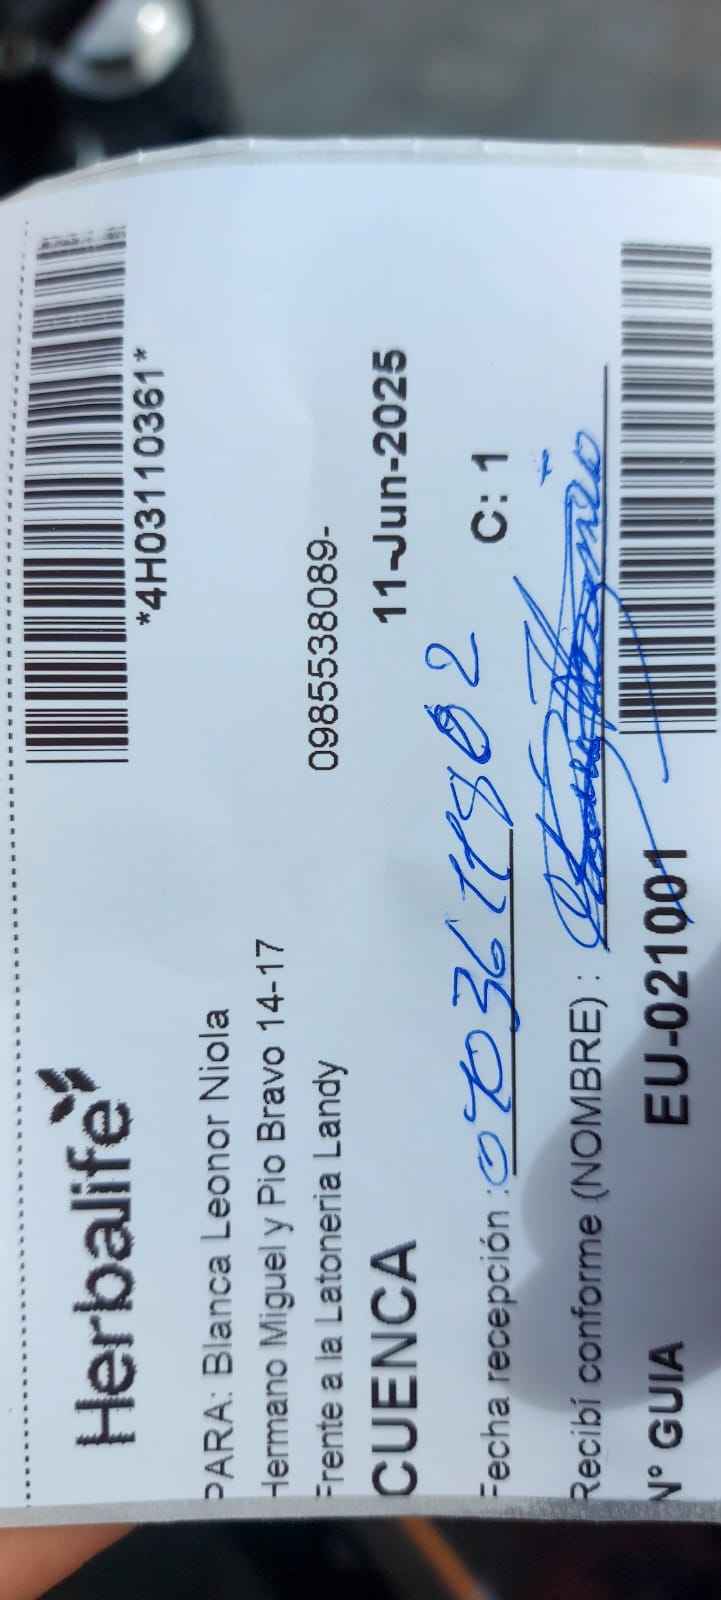 Herbalife
*4H03110361*
PARA: Blanca Leonor Niola
Hermano Miguel y Pio Bravo 14-17
Frente a la Latoneria Landy
0985538089-
CUENCA
11-Jun-2025
Fecha recepción :
C: 1
Recibí conforme (NOMBRE) :
N° GUIA
EU-021001